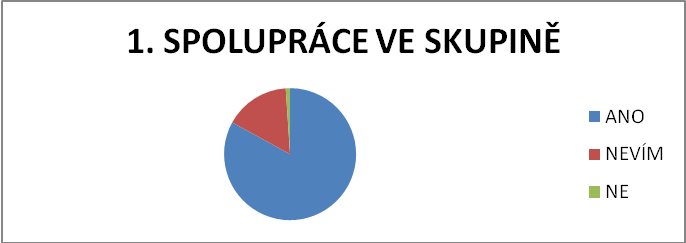 1. SPOLUPRÁCE VE SKUPINĚ
ANO
NEVÍM
NE